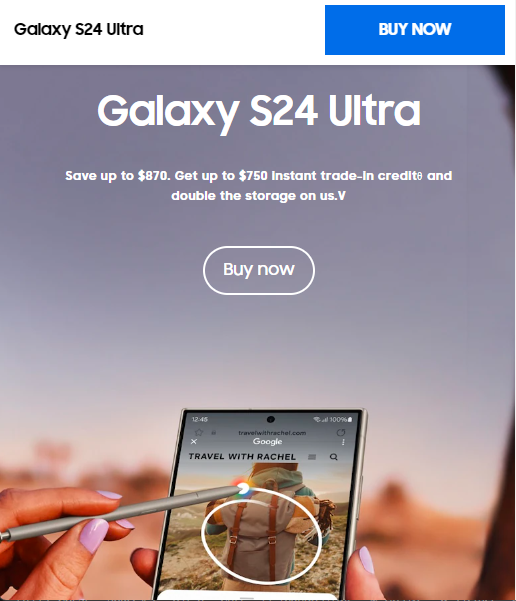 Galaxy S24 Ultra
BUY NOW
Galaxy S24 Ultra
Save up to $870. Get up to $750 instant trade-in creditθ and
double the storage on us.V
Buy now
12:45
100%
travelwithrachel.com
Google
TRAVEL WITH RACHEL